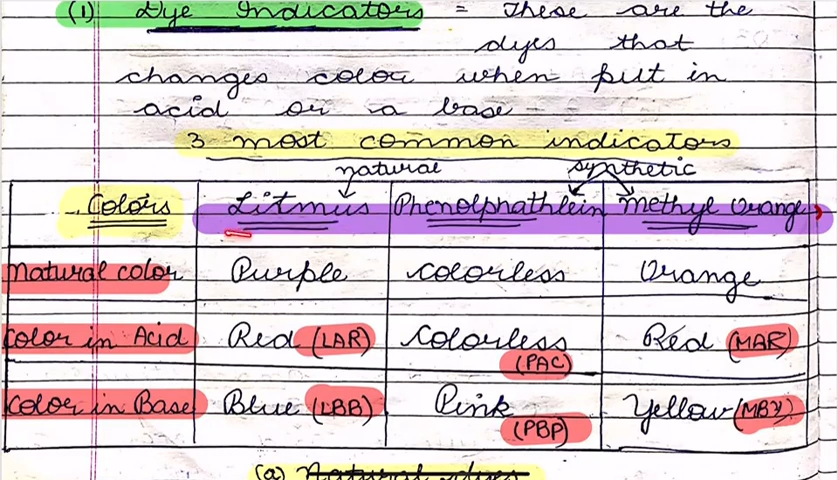 (1) Dye Indicators = These are the
dyes that
changes color when put in
acid or a base -
3 most common indicators
natural synthetic
Colors Litmus Phenolphathlein Methyl Orange
Natural color Purple Colorless Orange
Color in Acid Red (LAR) Colorless (PAC) Red (MAR)
Color in Base Blue (LBB) Pink (PBP) Yellow (MBY)
(a) Natural dyes